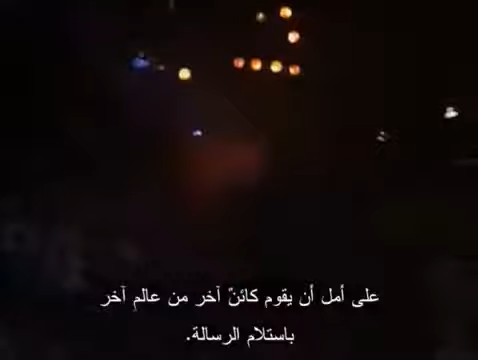 على أمل أن يقوم كائنٌ آخر من عالمٍ آخر
باستلام الرسالة.